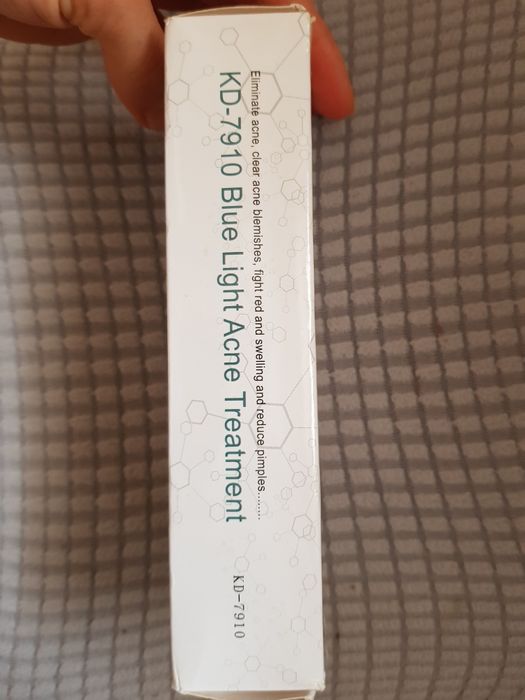 Eliminate acne, clear acne blemishes, fight red and swelling and reduce pimples........
KD-7910 Blue Light Acne Treatment
KD-7910